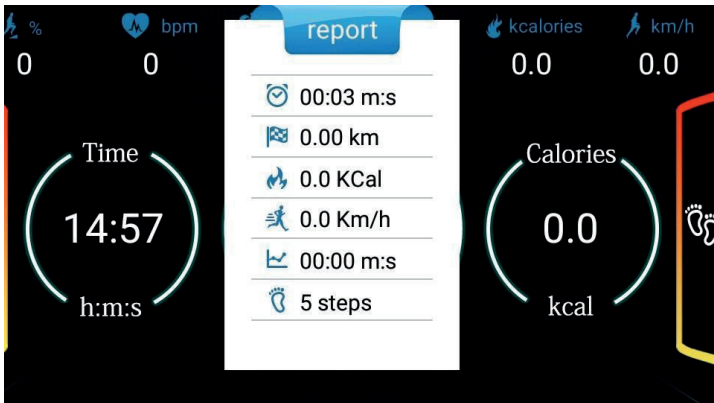 %
bpm
report
kcalories
km/h
0
0
0.0
0.0
00:03 m:s
0.00 km
0.0 KCal
0.0 Km/h
00:00 m:s
5 steps
Time
14:57
h:m:s
Calories
0.0
kcal